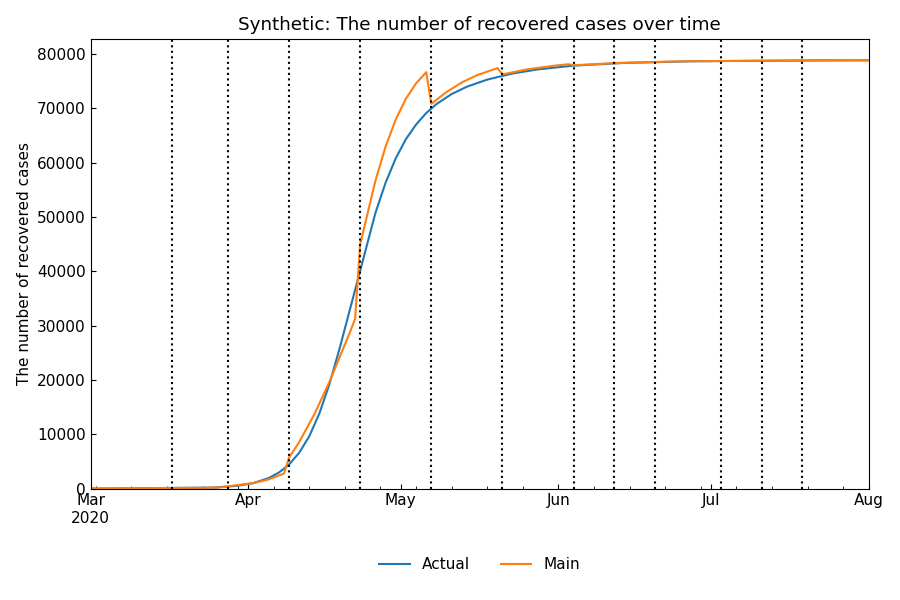 Synthetic: The number of recovered cases over time
The number of recovered cases
80000
70000
60000
50000
40000
30000
20000
10000
0
Mar Apr May Jun Jul Aug
2020
Actual Main